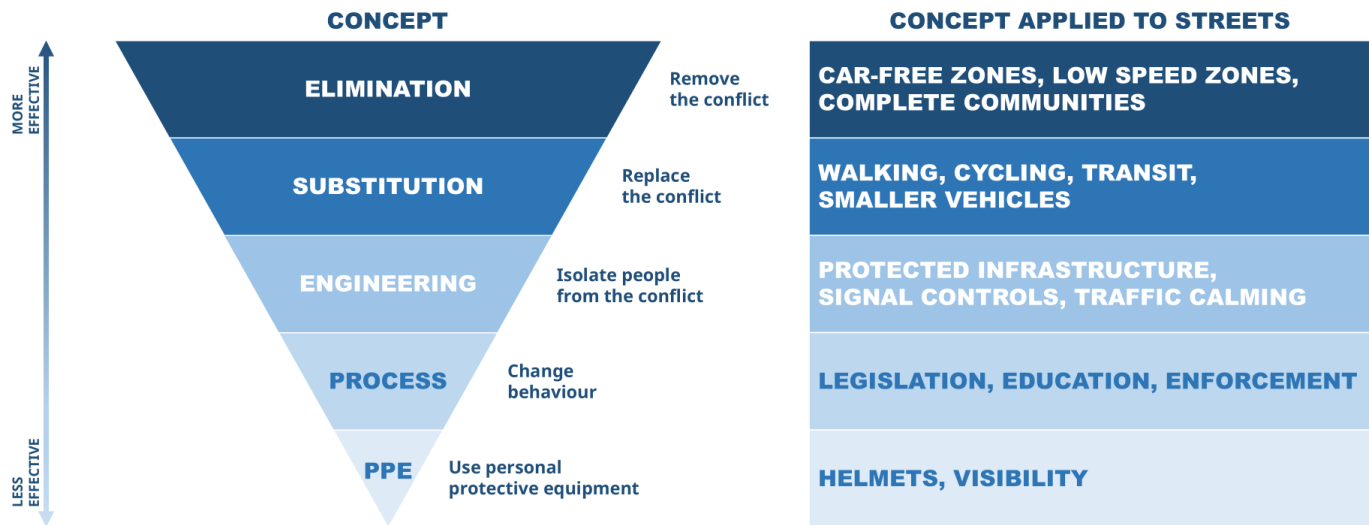 CONCEPT
CONCEPT APPLIED TO STREETS
MORE
EFFECTIVE
ELIMINATION
Remove
the conflict
CAR-FREE ZONES, LOW SPEED ZONES,
COMPLETE COMMUNITIES
SUBSTITUTION
Replace
the conflict
WALKING, CYCLING, TRANSIT,
SMALLER VEHICLES
ENGINEERING
Isolate people
from the conflict
PROTECTED INFRASTRUCTURE,
SIGNAL CONTROLS, TRAFFIC CALMING
PROCESS
Change
behaviour
LEGISLATION, EDUCATION, ENFORCEMENT
LESS
EFFECTIVE
PPE
Use personal
protective equipment
HELMETS, VISIBILITY